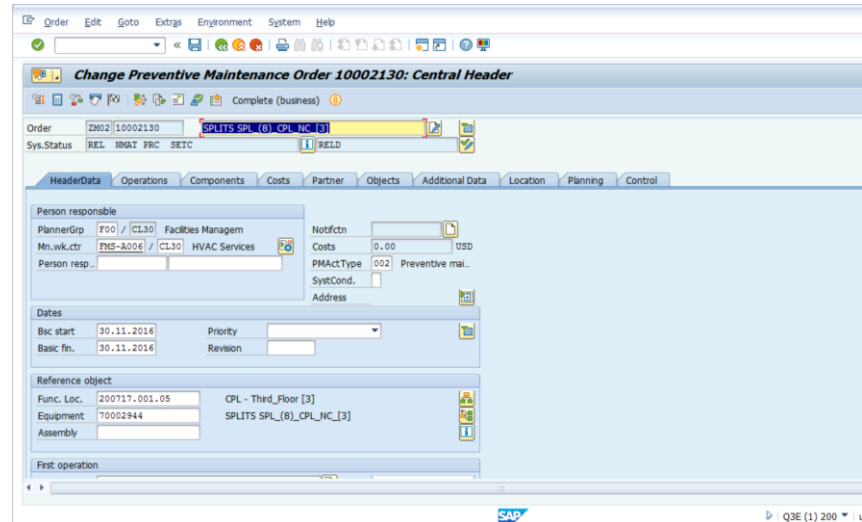 Order Edit Goto Extras Environment System Help
Change Preventive Maintenance Order 10002130: Central Header
Complete (business)
Order ZM02 10002130 SPLITS SPL_(8)_CPL_NC_[3]
Sys.Status REL NMAT PRC SETC RELD
HeaderData Operations Components Costs Partner Objects Additional Data Location Planning Control
Person responsible
PlannerGrp F00 / CL30 Facilities Managem Notifctn
Mn.wk.ctr FMS-A006 / CL30 HVAC Services Costs 0.00 USD
Person resp... PMActType 002 Preventive mai...
SystCond.
Address
Dates
Bsc start 30.11.2016 Priority
Basic fin. 30.11.2016 Revision
Reference object
Func. Loc. 200717.001.05 CPL - Third_Floor [3]
Equipment 70002944 SPLITS SPL_(8)_CPL_NC_[3]
Assembly
First operation
SAP Q3E (1) 200